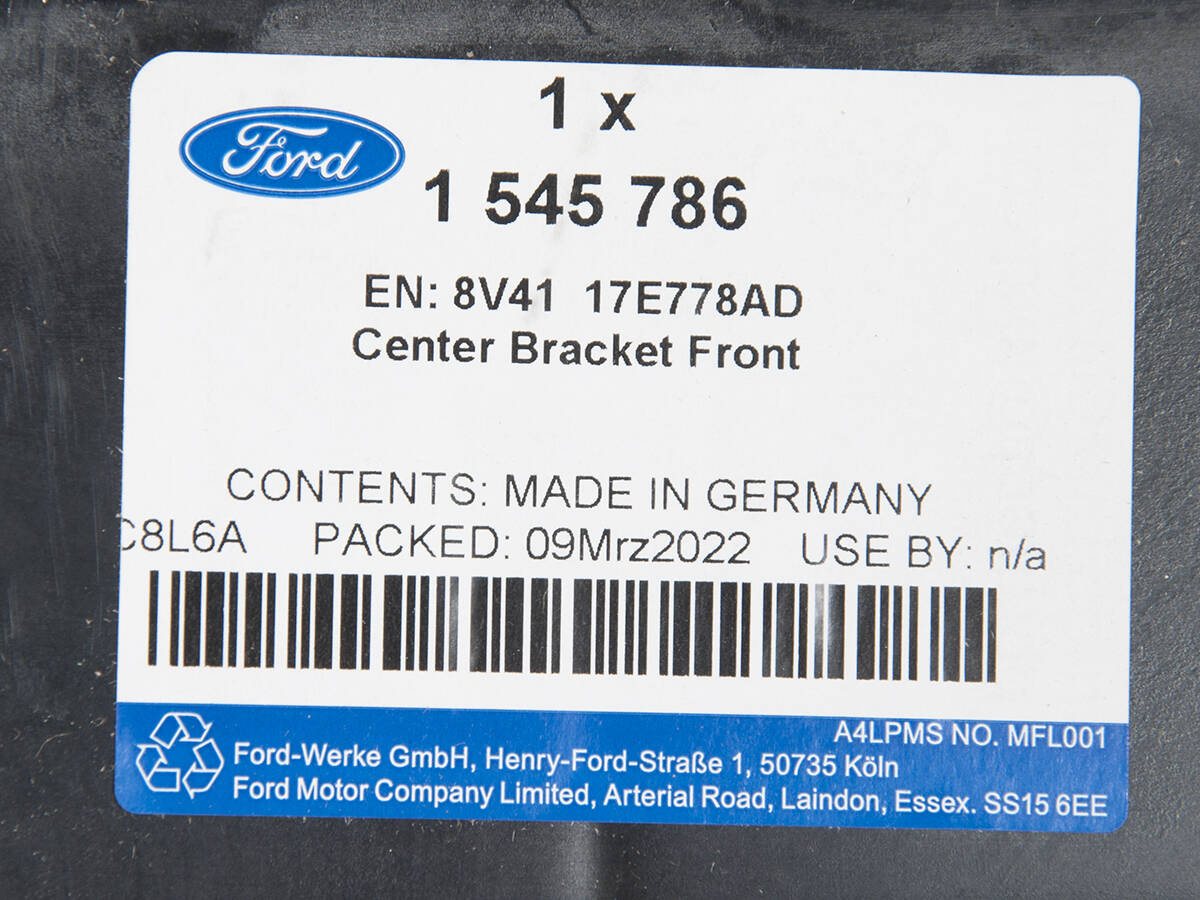 1 x
Ford
1 545 786
EN: 8V41 17E778AD
Center Bracket Front
CONTENTS: MADE IN GERMANY
C8L6A PACKED: 09Mrz2022 USE BY: n/a
A4LPMS NO. MFL001
Ford-Werke GmbH, Henry-Ford-Straße 1, 50735 Köln
Ford Motor Company Limited, Arterial Road, Laindon, Essex. SS15 6EE